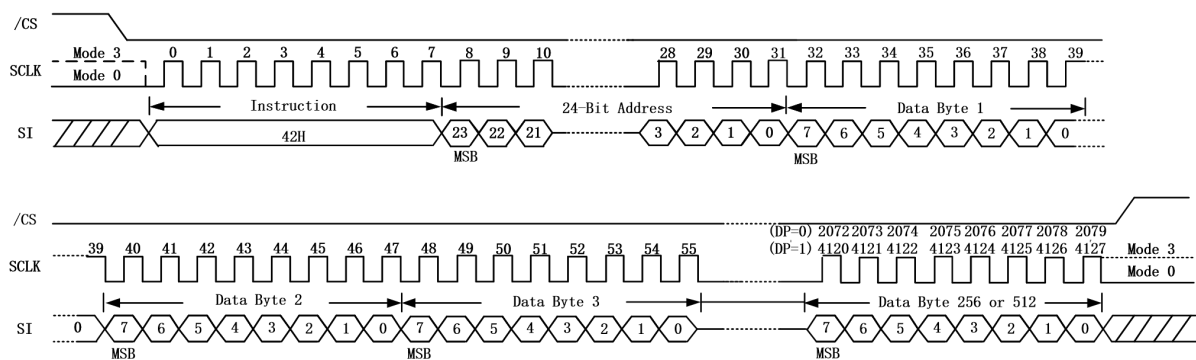 /CS
Mode 3 0 1 2 3 4 5 6 7 8 9 10 28 29 30 31 32 33 34 35 36 37 38 39
SCLK Mode 0
Instruction 24-Bit Address Data Byte 1
SI 42H 23 22 21 3 2 1 0 7 6 5 4 3 2 1 0
MSB MSB
/CS
(DP=0) 2072 2073 2074 2075 2076 2077 2078 2079
39 40 41 42 43 44 45 46 47 48 49 50 51 52 53 54 55 (DP=1) 4120 4121 4122 4123 4124 4125 4126 4127 Mode 3
SCLK Mode 0
Data Byte 2 Data Byte 3 Data Byte 256 or 512
SI 0 7 6 5 4 3 2 1 0 7 6 5 4 3 2 1 0 7 6 5 4 3 2 1 0
MSB MSB MSB